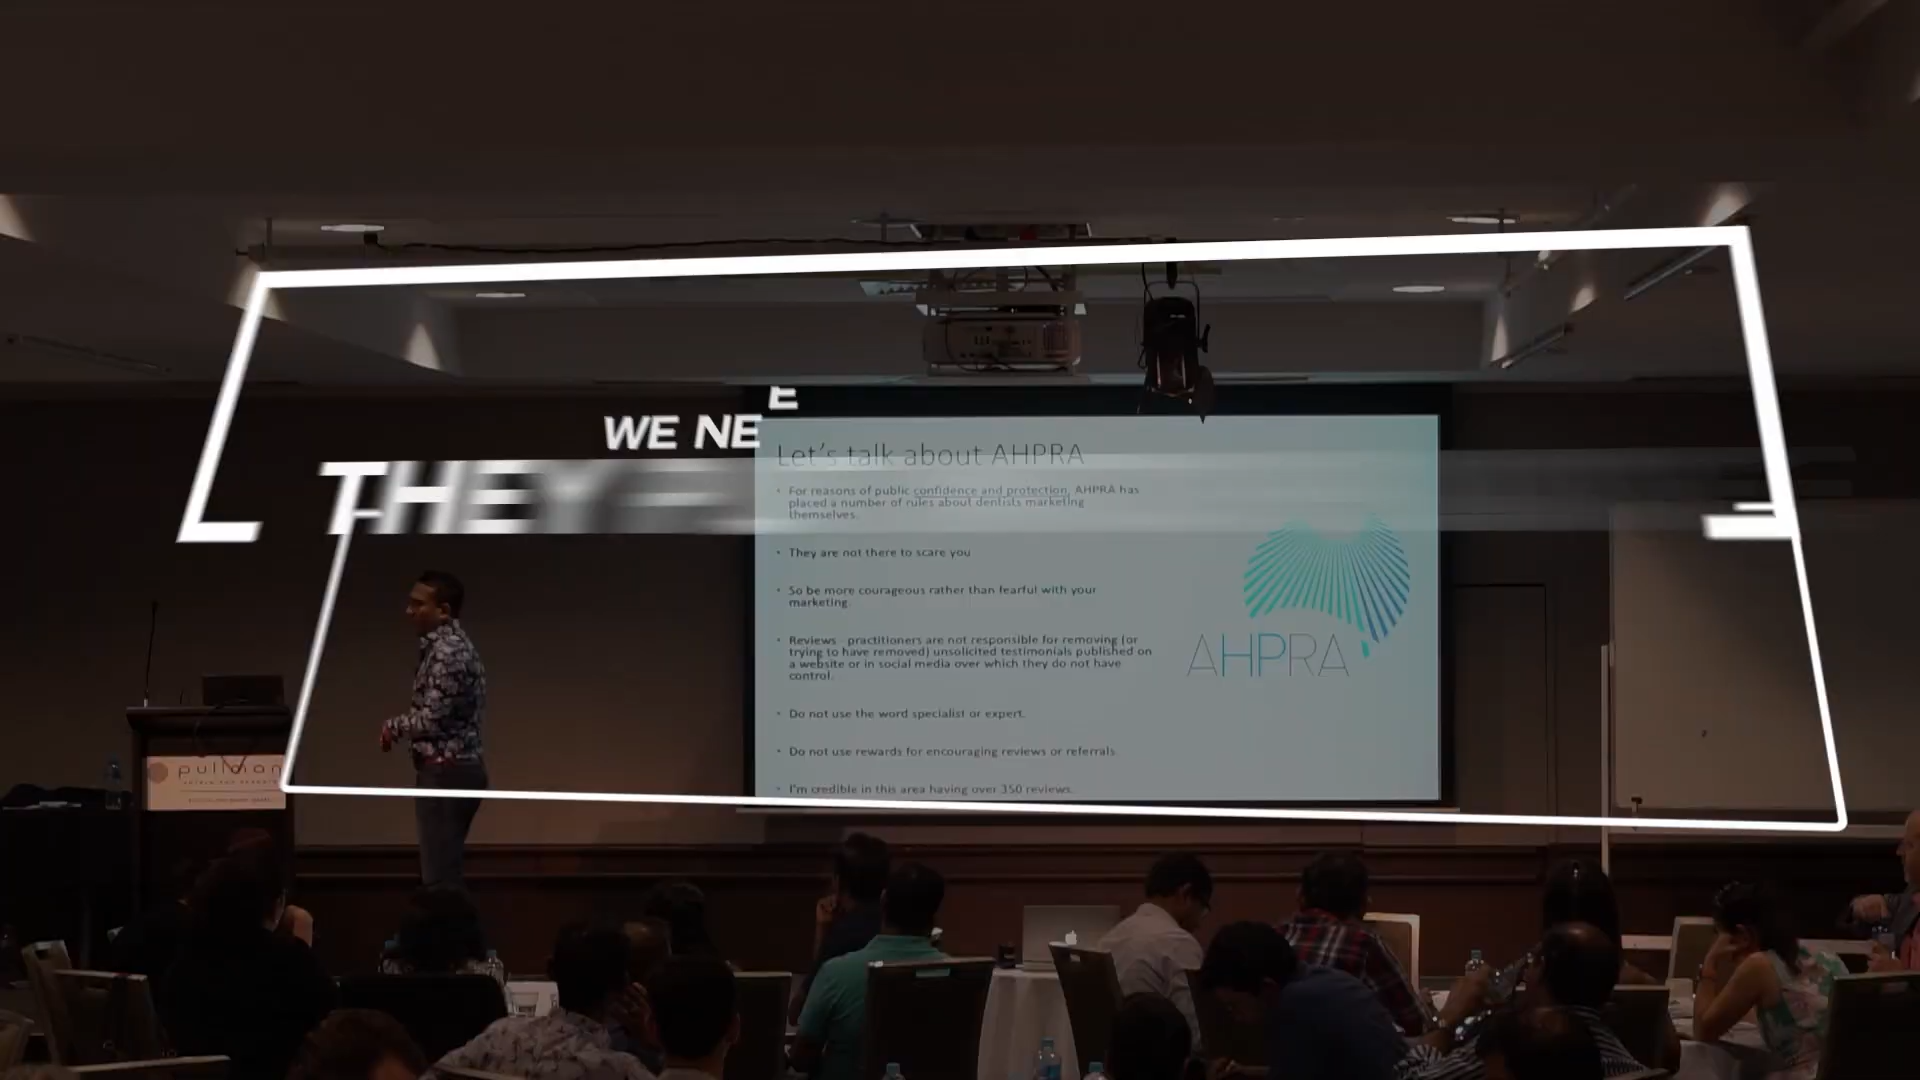 E
WE NE
THEY
Let's talk about AHPRA
• For reasons of public confidence and protection, AHPRA has
placed a number of rules about dentists marketing
themselves.
• They are not there to scare you
• So be more courageous rather than fearful with your
marketing.
• Reviews practitioners are not responsible for removing (or
trying to have removed) unsolicited testimonials published on
a website or in social media over which they do not have
control.
• Do not use the word specialist or expert.
• Do not use rewards for encouraging reviews or referrals
• I'm credible in this area having over 350 reviews.
AHPRA
pullman